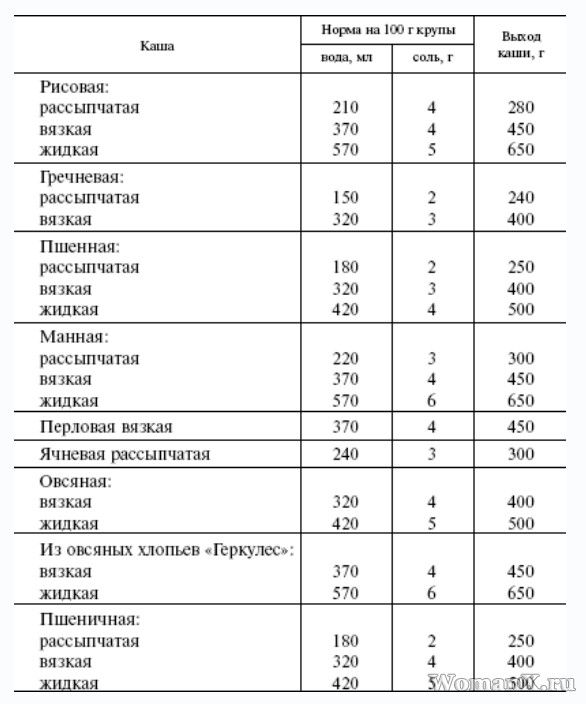 Каша Норма на 100 г крупы Выход каши, г
вода, мл соль, г
Рисовая:
рассыпчатая 210 4 280
вязкая 370 4 450
жидкая 570 5 650
Гречневая:
рассыпчатая 150 2 240
вязкая 320 3 400
Пшенная:
рассыпчатая 180 2 250
вязкая 320 3 400
жидкая 420 4 500
Манная:
рассыпчатая 220 3 300
вязкая 370 4 450
жидкая 570 6 650
Перловая вязкая 370 4 450
Ячневая рассыпчатая 240 3 300
Овсяная:
вязкая 320 4 400
жидкая 420 5 500
Из овсяных хлопьев «Геркулес»:
вязкая 370 4 450
жидкая 570 6 650
Пшеничная:
рассыпчатая 180 2 250
вязкая 320 4 400
жидкая 420 5 500
WomanX.ru